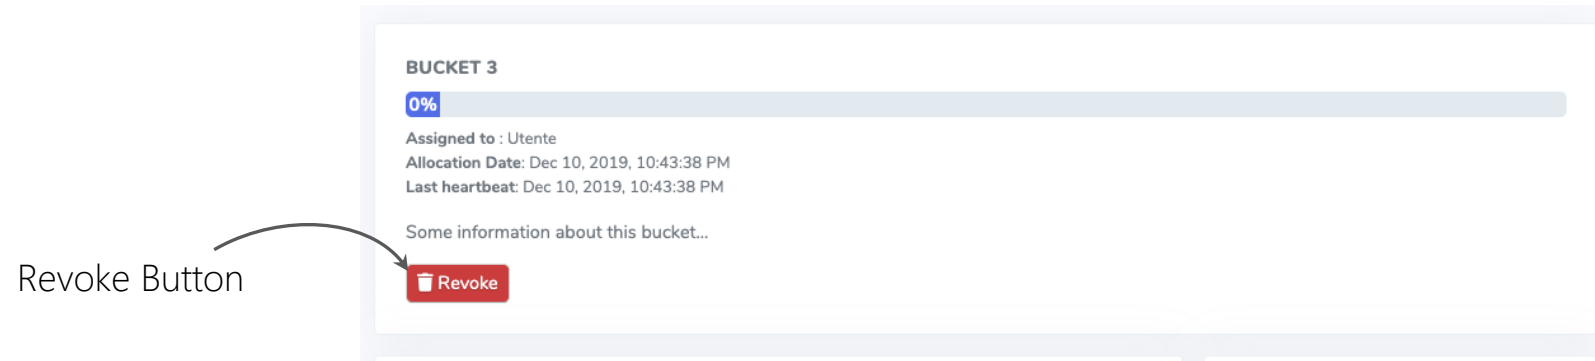 BUCKET 3
0%
Assigned to : Utente
Allocation Date: Dec 10, 2019, 10:43:38 PM
Last heartbeat: Dec 10, 2019, 10:43:38 PM
Some information about this bucket...
Revoke Button
Revoke